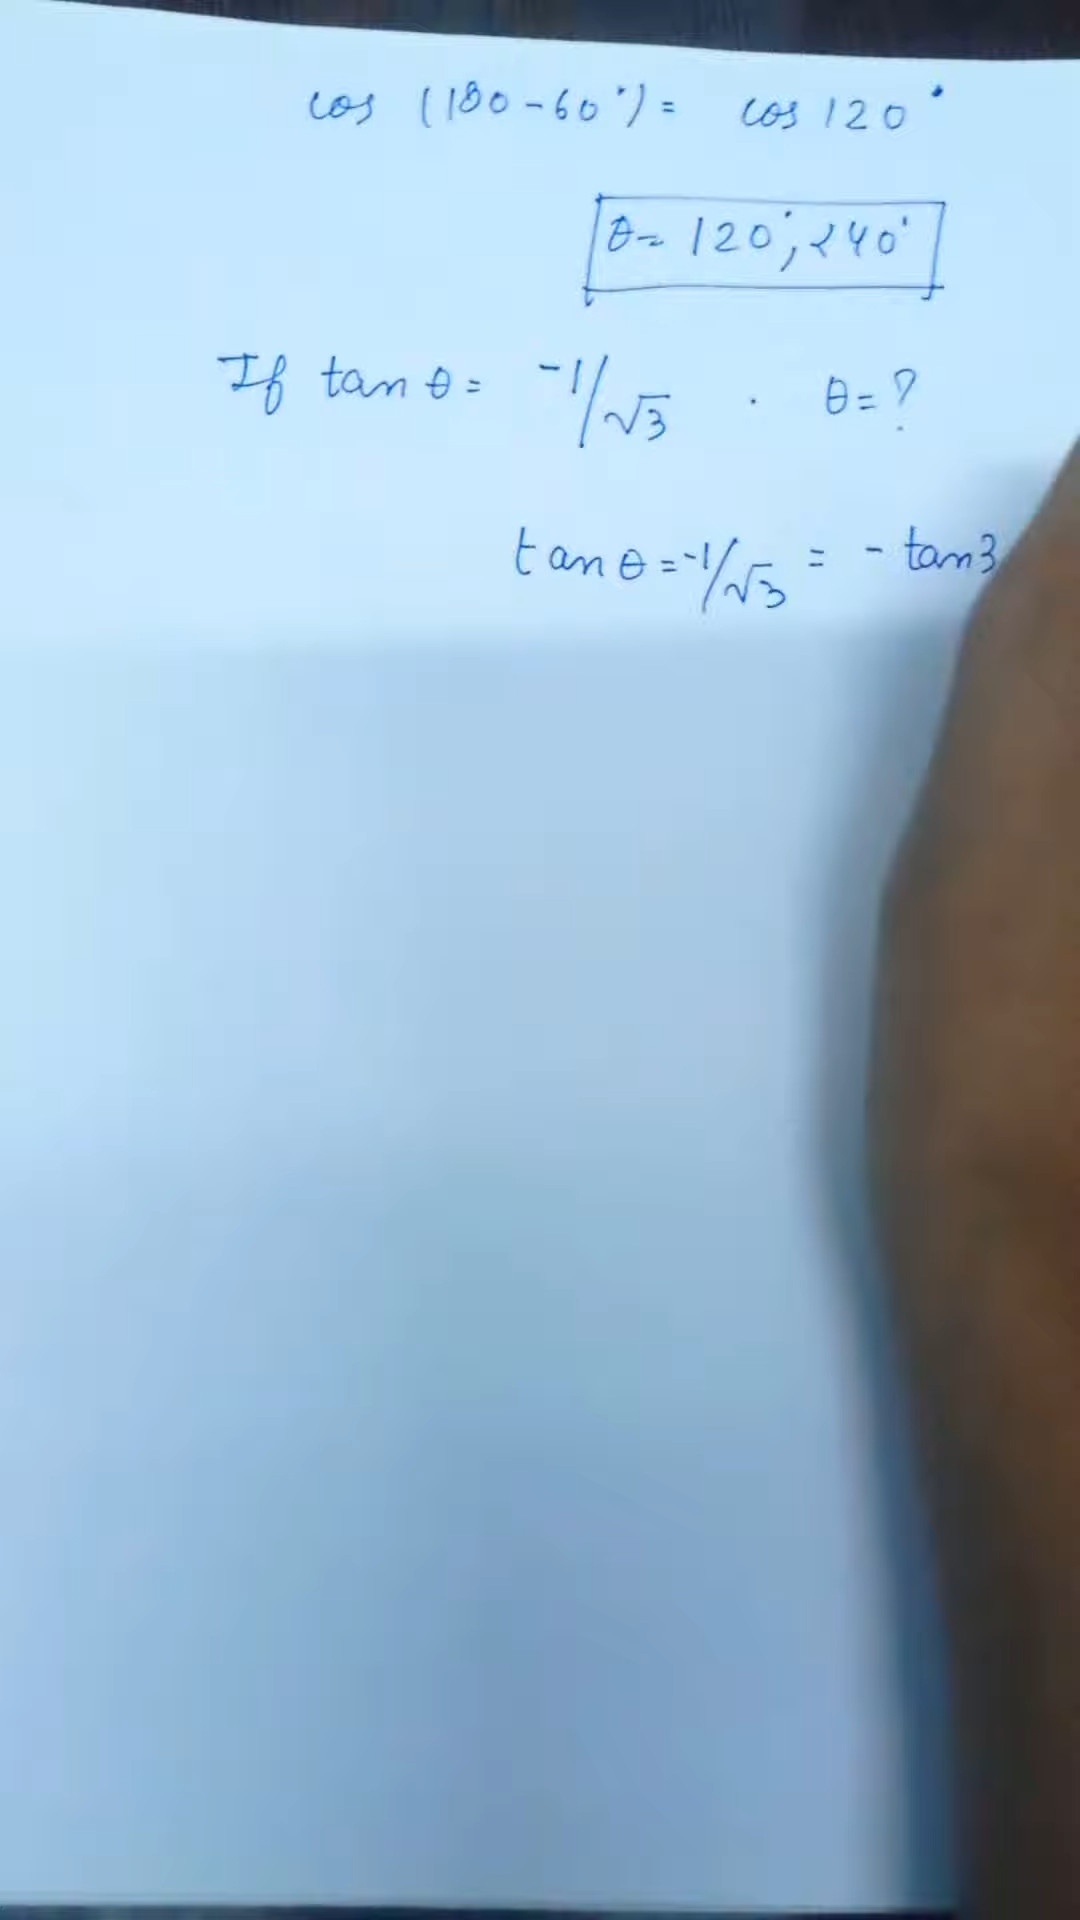 cos (180-60°) = cos 120°
θ= 120°, 240°
If tan θ = -1/√3 . θ=?
tan θ = -1/√3 = - tan3